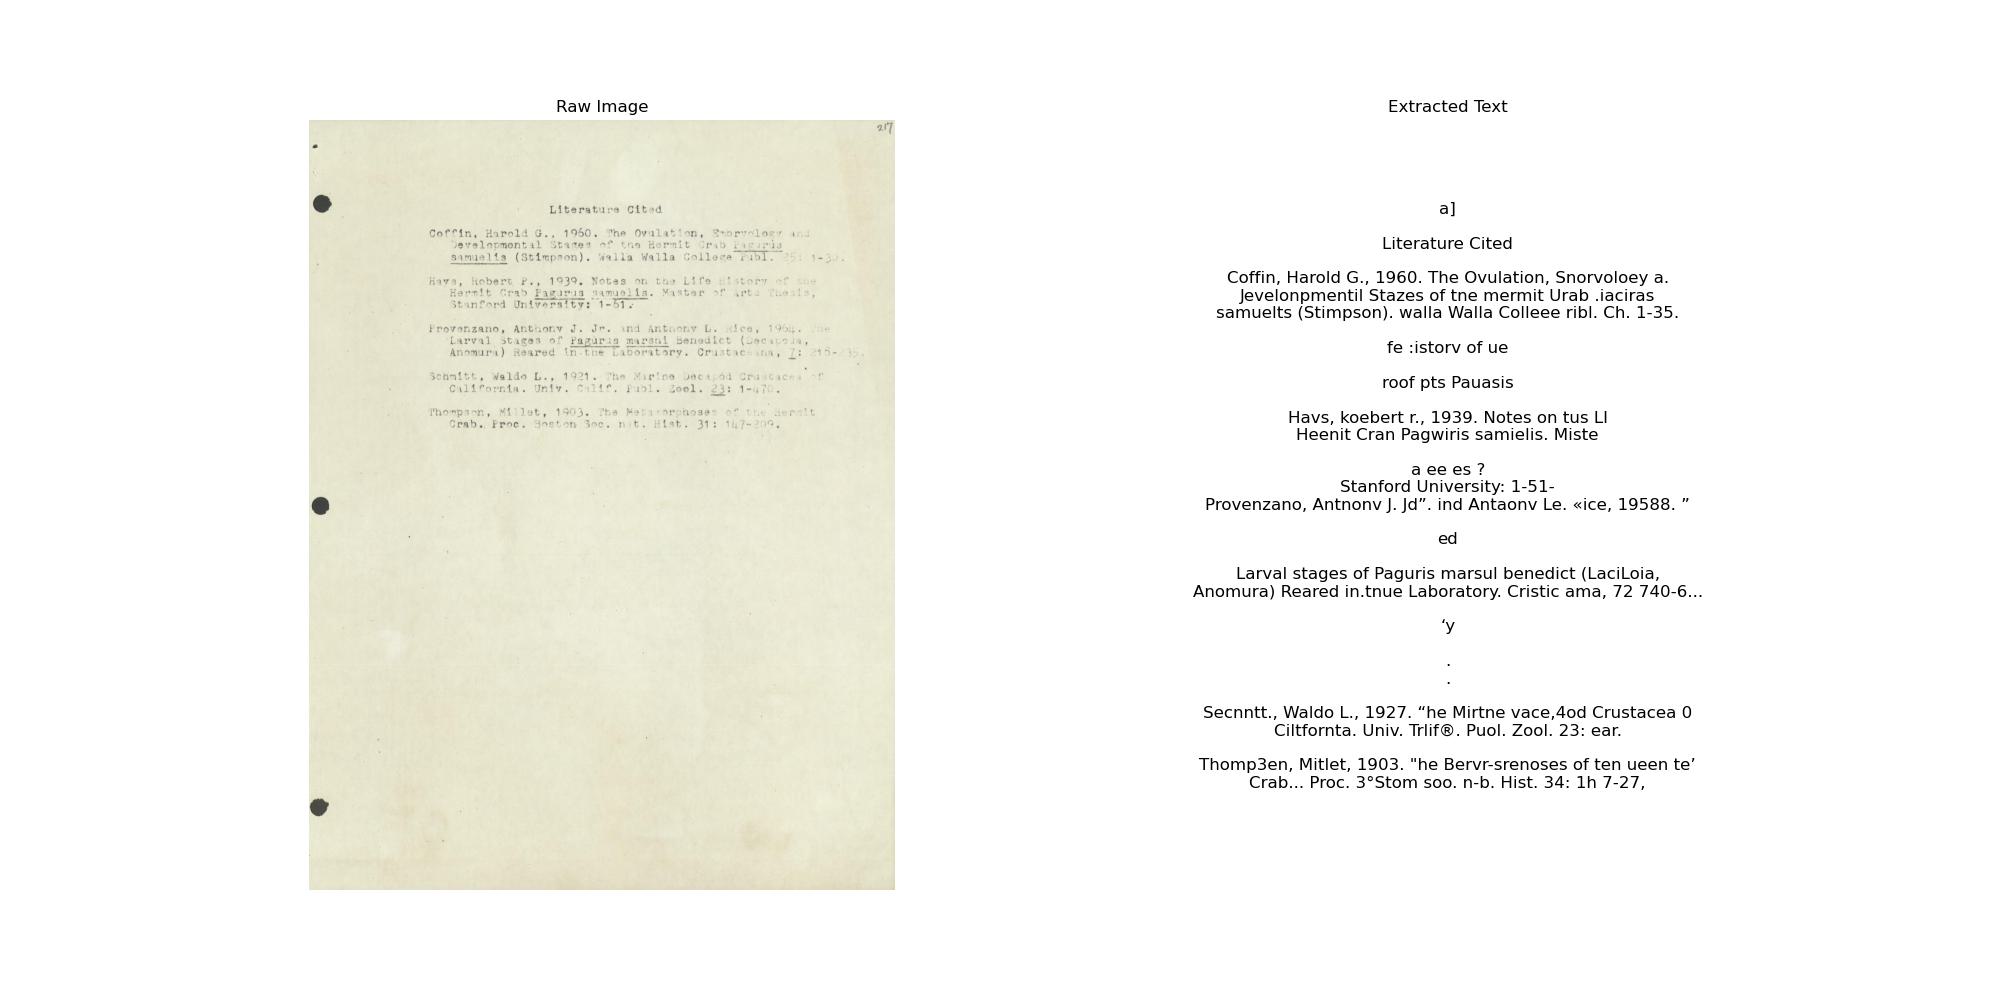 Raw Image
217
Literature Cited
Coffin, Harold G., 1960. The Ovulation, Embryology and
Developmental Stages of the Hermit Crab Pagurus
samuelis (Stimpson). Walla Walla College Publ. 25: 1-30.
Havs, Robert P., 1939. Notes on the Life History of the
Hermit Crab Pagurus samuelis. Master of Arts Thesis,
Stanford University: 1-51.
Provenzano, Anthony J. Jr. and Anthony L. Rice, 1964. The
Larval Stages of Pagurus marshi Benedict (Decapoda,
Anomura) Reared in the Laboratory. Crustaceana, 7: 216-235.
Schmitt, Waldo L., 1921. The Marine Decapod Crustacea of
California. Univ. Calif. Publ. Zool. 23: 1-470.
Thompson, Millet, 1903. The Metamorphoses of the Hermit
Crab. Proc. Boston Soc. nat. Hist. 31: 147-209.
Extracted Text
a]
Literature Cited
Coffin, Harold G., 1960. The Ovulation, Snorvoloey a.
Jevelonpmentil Stazes of tne mermit Urab .iaciras
samuelts (Stimpson). walla Walla Colleee ribl. Ch. 1-35.
fe :istorv of ue
roof pts Pauasis
Havs, koebert r., 1939. Notes on tus Ll
Heenit Cran Pagwiris samielis. Miste
a ee es ?
Stanford University: 1-51-
Provenzano, Antnonv J. Jd”. ind Antaonv Le. «ice, 19588. ”
ed
Larval stages of Paguris marsul benedict (LaciLoia,
Anomura) Reared in.tnue Laboratory. Cristic ama, 72 740-6...
‘y
.
.
Secnntt., Waldo L., 1927. “he Mirtne vace,4od Crustacea 0
Ciltfornta. Univ. Trlif®. Puol. Zool. 23: ear.
Thomp3en, Mitlet, 1903. "he Bervr-srenoses of ten ueen te’
Crab... Proc. 3°Stom soo. n-b. Hist. 34: 1h 7-27,